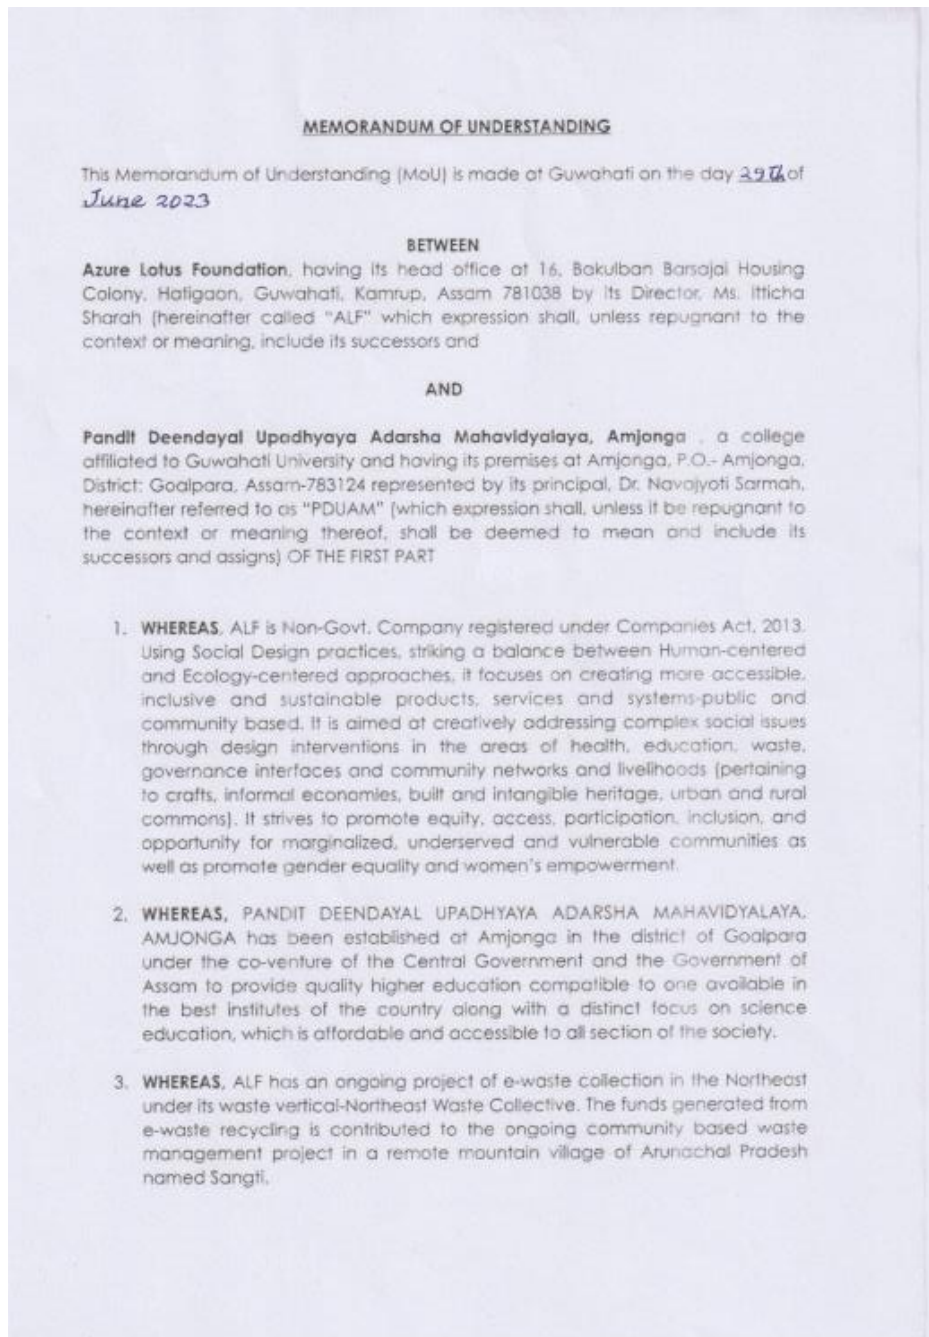 MEMORANDUM OF UNDERSTANDING
This Memorandum of Understanding (MoU) is made at Guwahati on the day 29th of
June 2023
BETWEEN
Azure Lotus Foundation, having its head office at 16, Bakulban Barsajai Housing
Colony, Hatigaon, Guwahati, Kamrup, Assam 781038 by its Director, Ms. Itticha
Sharah (hereinafter called "ALF" which expression shall, unless repugnant to the
context or meaning, include its successors and
AND
Pandit Deendayal Upadhyaya Adarsha Mahavidyalaya, Amjonga , a college
affiliated to Guwahati University and having its premises at Amjonga, P.O.- Amjonga,
District: Goalpara, Assam-783124 represented by its principal, Dr. Navajyoti Sarmah,
hereinafter referred to as "PDUAM" (which expression shall, unless it be repugnant to
the context or meaning thereof, shall be deemed to mean and include its
successors and assigns) OF THE FIRST PART
1. WHEREAS, ALF is Non-Govt. Company registered under Companies Act, 2013.
Using Social Design practices, striking a balance between Human-centered
and Ecology-centered approaches, it focuses on creating more accessible,
inclusive and sustainable products, services and systems-public and
community based. It is aimed at creatively addressing complex social issues
through design interventions in the areas of health, education, waste,
governance interfaces and community networks and livelihoods (pertaining
to crafts, informal economies, built and intangible heritage, urban and rural
commons). It strives to promote equity, access, participation, inclusion, and
opportunity for marginalized, underserved and vulnerable communities as
well as promote gender equality and women's empowerment.
2. WHEREAS, PANDIT DEENDAYAL UPADHYAYA ADARSHA MAHAVIDYALAYA,
AMJONGA has been established at Amjonga in the district of Goalpara
under the co-venture of the Central Government and the Government of
Assam to provide quality higher education compatible to one available in
the best institutes of the country along with a distinct focus on science
education, which is affordable and accessible to all section of the society.
3. WHEREAS, ALF has an ongoing project of e-waste collection in the Northeast
under its waste vertical-Northeast Waste Collective. The funds generated from
e-waste recycling is contributed to the ongoing community based waste
management project in a remote mountain village of Arunachal Pradesh
named Sangti.